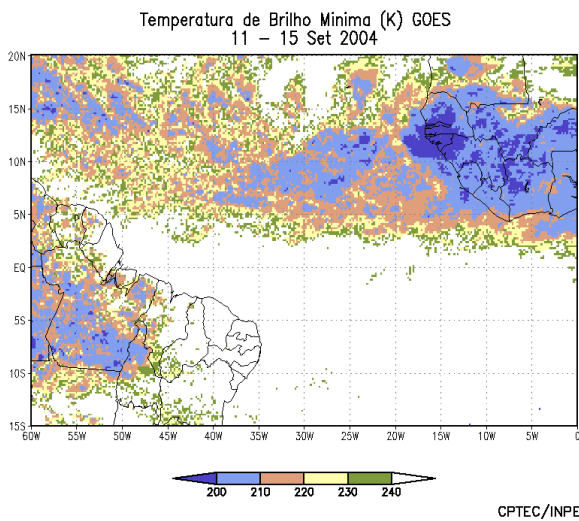 Temperatura de Brilho Minima (K) GOES
11 – 15 Set 2004
20N
15N
10N
5N
EQ
5S
10S
15S
60W 55W 50W 45W 40W 35W 30W 25W 20W 15W 10W 5W 0
200 210 220 230 240
CPTEC/INPE